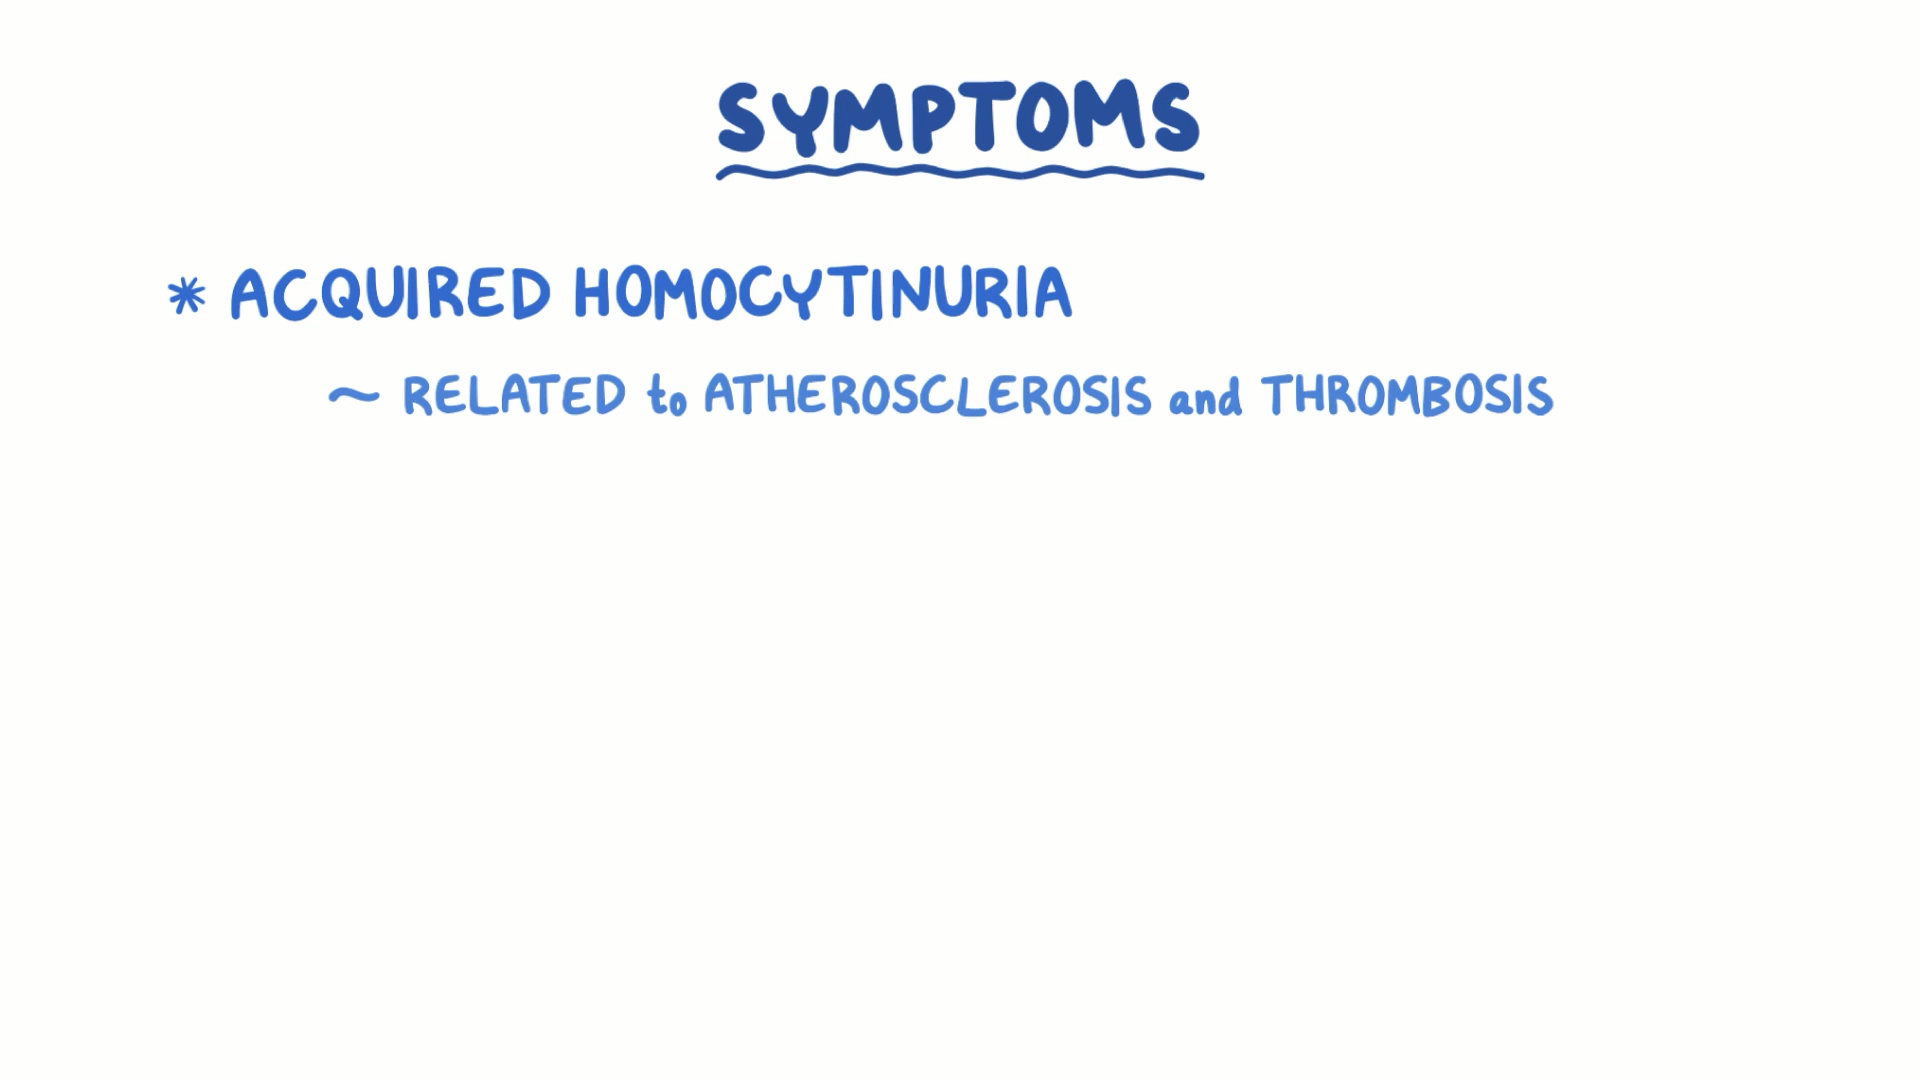 SYMPTOMS
* ACQUIRED HOMOCYTINURIA
~ RELATED to ATHEROSCLEROSIS and THROMBOSIS